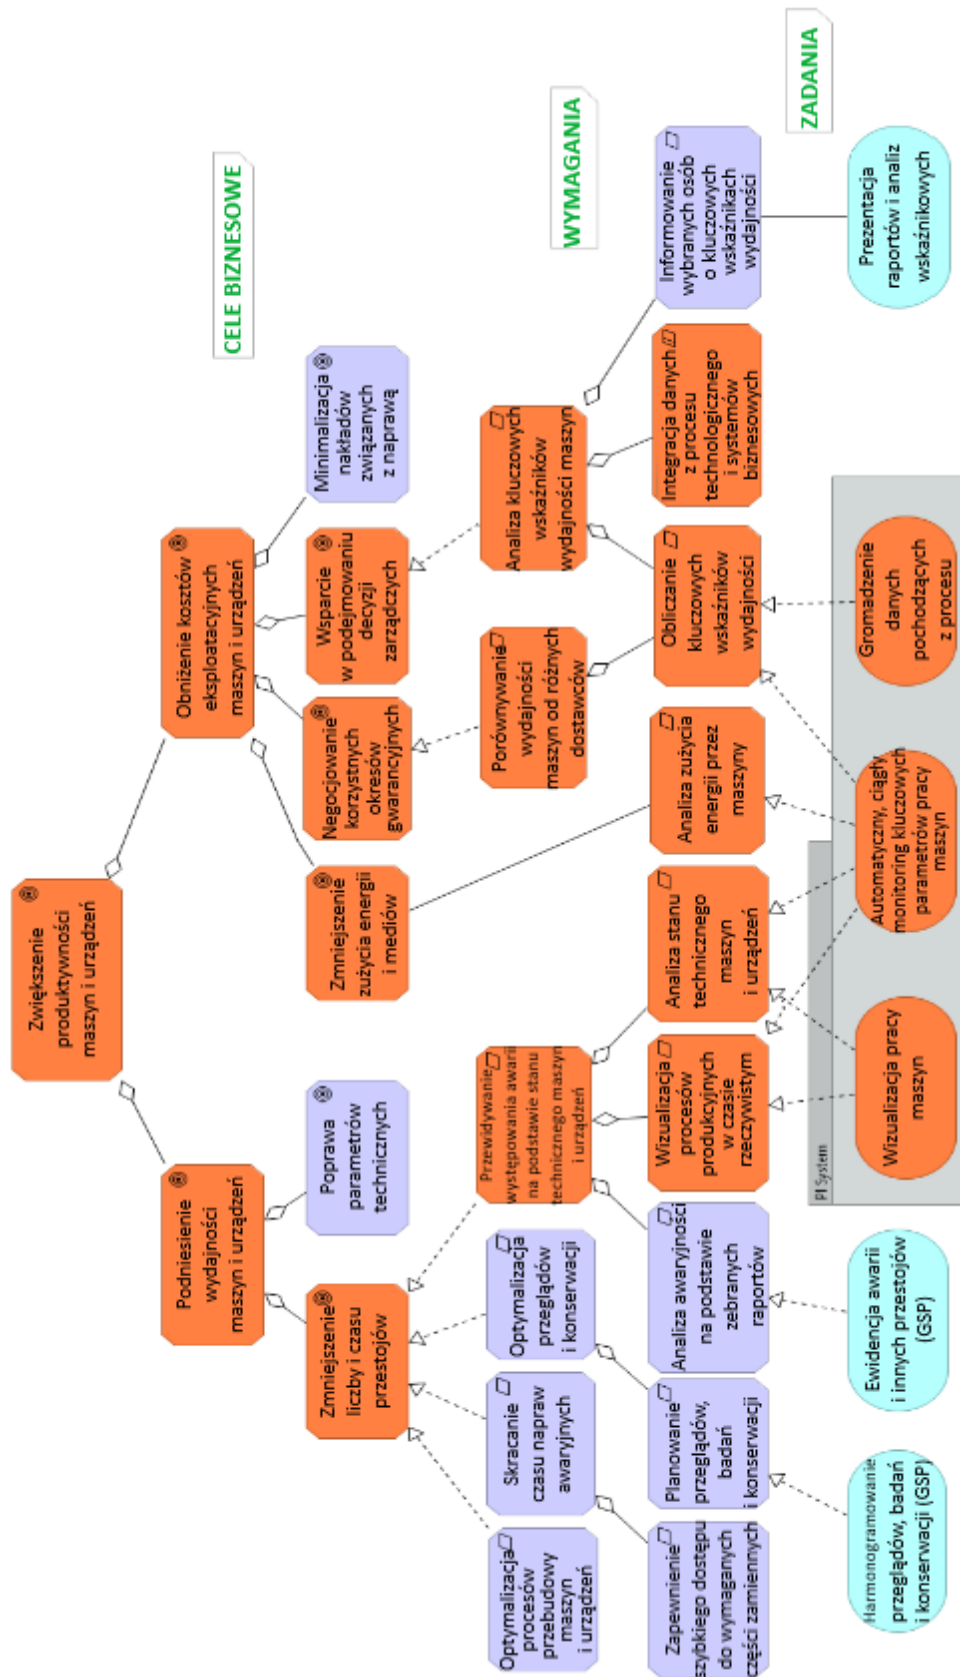 CELE BIZNESOWE
Zwiększenie
produktywności
maszyn i urządzeń
Podniesienie
wydajności
maszyn i urządzeń
Obniżenie kosztów
eksploatacyjnych
maszyn i urządzeń
Zmniejszenie
liczby i czasu
przestojów
Poprawa
parametrów
technicznych
Zmniejszenie
zużycia energii
i mediów
Negocjowanie
korzystnych
okresów
gwarancyjnych
Wsparcie
w podejmowaniu
decyzji
zarządczych
Minimalizacja
nakładów
związanych
z naprawą
WYMAGANIA
Optymalizacja
procesów
przebudowy
maszyn
i urządzeń
Skracanie
czasu napraw
awaryjnych
Optymalizacja
przeglądów
i konserwacji
Przewidywanie
występowania awarii
na podstawie stanu
technicznego maszyn
i urządzeń
Porównywanie
wydajności
maszyn od różnych
dostawców
Analiza kluczowych
wskaźników
wydajności maszyn
Zapewnienie
szybkiego dostępu
do wymaganych
części zamiennych
Planowanie
przeglądów,
badań
i konserwacji
Analiza awaryjności
na podstawie
zebranych
raportów
Wizualizacja
procesów
produkcyjnych
w czasie
rzeczywistym
Analiza stanu
technicznego
maszyn
i urządzeń
Analiza zużycia
energii przez
maszyny
Obliczanie
kluczowych
wskaźników
wydajności
Integracja danych
z procesu
technologicznego
i systemów
biznesowych
Informowanie
wybranych osób
o kluczowych
wskaźnikach
wydajności
ZADANIA
Harmonogramowanie
przeglądów, badań
i konserwacji (GSP)
Ewidencja awarii
i innych przestojów
(GSP)
PI System
Wizualizacja pracy
maszyn
Automatyczny, ciągły
monitoring kluczowych
parametrów pracy
maszyn
Gromadzenie
danych
pochodzących
z procesu
Prezentacja
raportów i analiz
wskaźnikowych